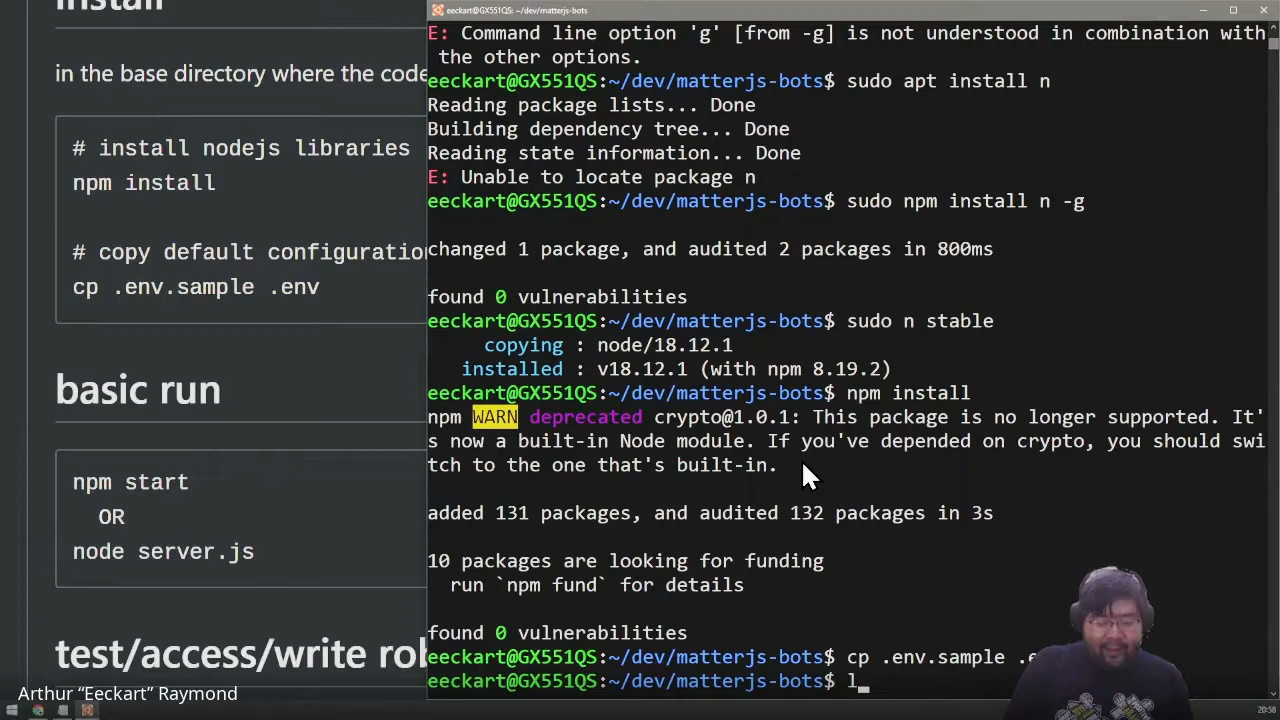 install
in the base directory where the code
# install nodejs libraries
npm install
# copy default configuration
cp .env.sample .env
basic run
npm start
OR
node server.js
test/access/write rob
Arthur “Eeckart” Raymond
eeckart@GX551QS: ~/dev/matterjs-bots
E: Command line option 'g' [from -g] is not understood in combination with
the other options.
eeckart@GX551QS:~/dev/matterjs-bots$ sudo apt install n
Reading package lists... Done
Building dependency tree... Done
Reading state information... Done
E: Unable to locate package n
eeckart@GX551QS:~/dev/matterjs-bots$ sudo npm install n -g
changed 1 package, and audited 2 packages in 800ms
found 0 vulnerabilities
eeckart@GX551QS:~/dev/matterjs-bots$ sudo n stable
copying : node/18.12.1
installed : v18.12.1 (with npm 8.19.2)
eeckart@GX551QS:~/dev/matterjs-bots$ npm install
npm WARN deprecated crypto@1.0.1: This package is no longer supported. It'
s now a built-in Node module. If you've depended on crypto, you should swi
tch to the one that's built-in.
added 131 packages, and audited 132 packages in 3s
10 packages are looking for funding
run `npm fund` for details
found 0 vulnerabilities
eeckart@GX551QS:~/dev/matterjs-bots$ cp .env.sample .e
eeckart@GX551QS:~/dev/matterjs-bots$ l
20:58